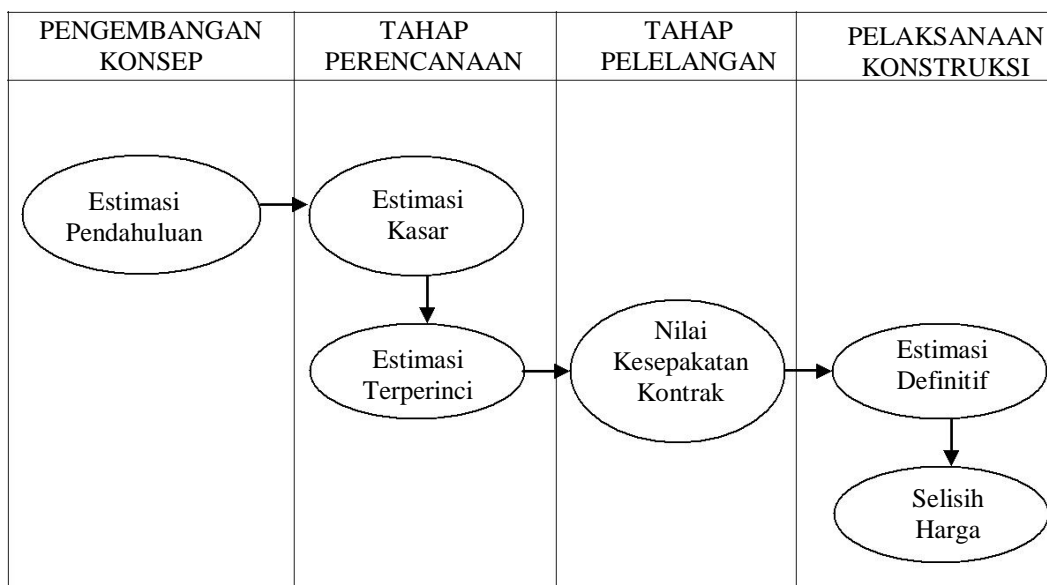 PENGEMBANGAN
KONSEP
TAHAP
PERENCANAAN
TAHAP
PELELANGAN
PELAKSANAAN
KONSTRUKSI
Estimasi
Pendahuluan
Estimasi
Kasar
Estimasi
Terperinci
Nilai
Kesepakatan
Kontrak
Estimasi
Definitif
Selisih
Harga